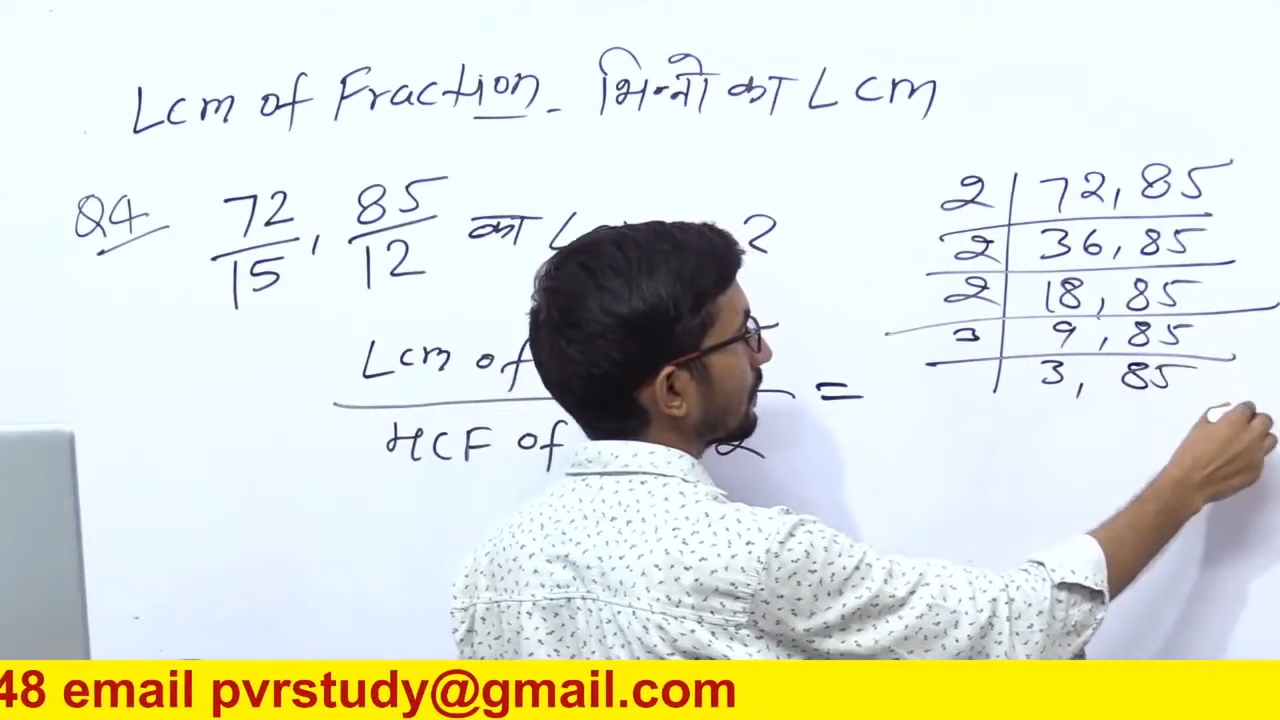 Lcm of Fraction - भिन्नो का Lcm
Q4 72/15, 85/12 का L ?
Lcm of
HCF of 2 =
2 | 72, 85
2 | 36, 85
2 | 18, 85
3 | 9, 85
3, 85
48 email pvrstudy@gmail.com